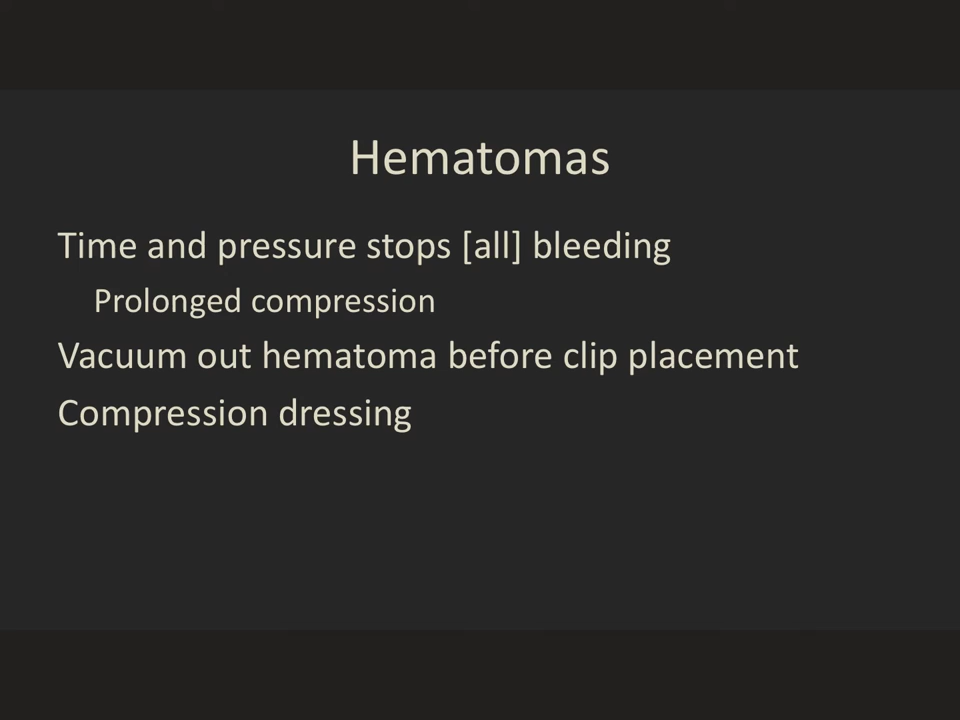 Hematomas
Time and pressure stops [all] bleeding
Prolonged compression
Vacuum out hematoma before clip placement
Compression dressing